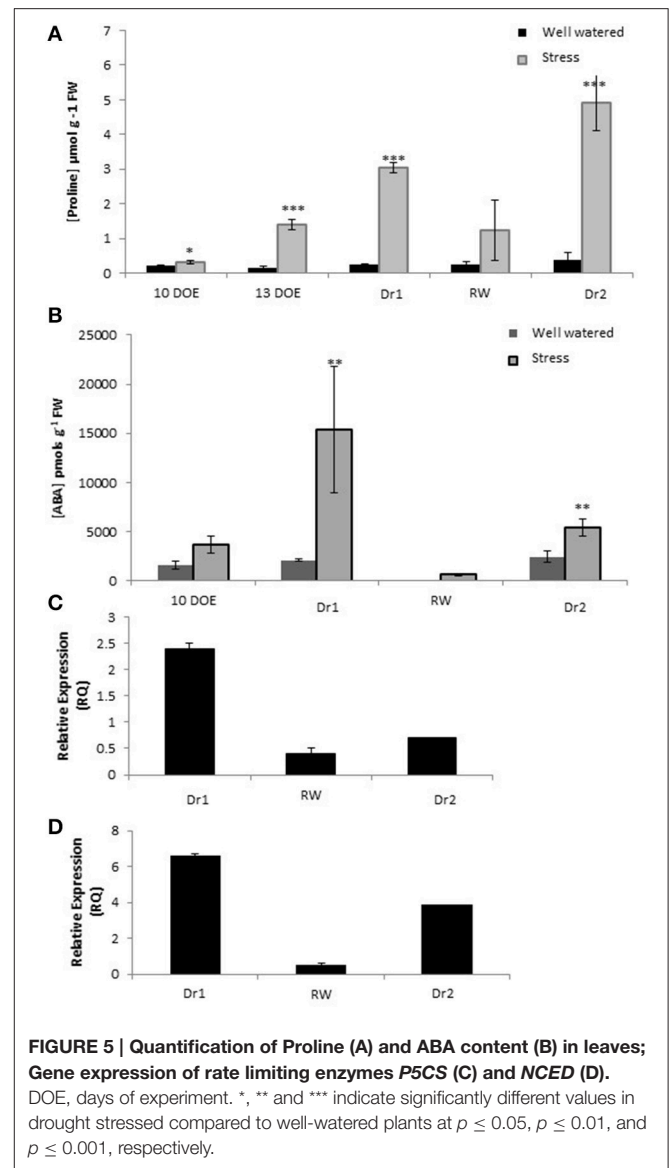 A
Well watered
Stress
[Proline] µmol g -1 FW
7
6
5
4
3
2
1
0
*
***
***
***
10 DOE 13 DOE Dr1 RW Dr2
B
Well watered
Stress
[ABA] pmols g-1 FW
25000
20000
15000
10000
5000
0
**
**
10 DOE Dr1 RW Dr2
C
Relative Expression
(RQ)
3
2.5
2
1.5
1
0.5
0
Dr1 RW Dr2
D
Relative Expression
(RQ)
8
6
4
2
0
Dr1 RW Dr2
FIGURE 5 | Quantification of Proline (A) and ABA content (B) in leaves;
Gene expression of rate limiting enzymes P5CS (C) and NCED (D).
DOE, days of experiment. *, ** and *** indicate significantly different values in
drought stressed compared to well-watered plants at p ≤ 0.05, p ≤ 0.01, and
p ≤ 0.001, respectively.